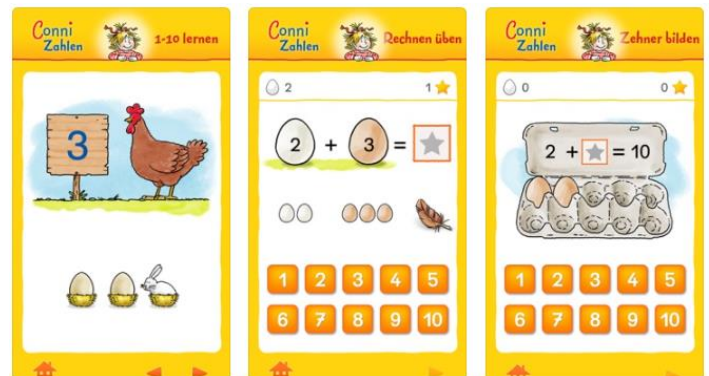 Conni
Zahlen
1-10 lernen
3
Conni
Zahlen
Rechnen üben
2
1
2 + 3 =
1 2 3 4 5
6 7 8 9 10
Conni
Zahlen
Zehner bilden
0
0
2 + = 10
1 2 3 4 5
6 7 8 9 10